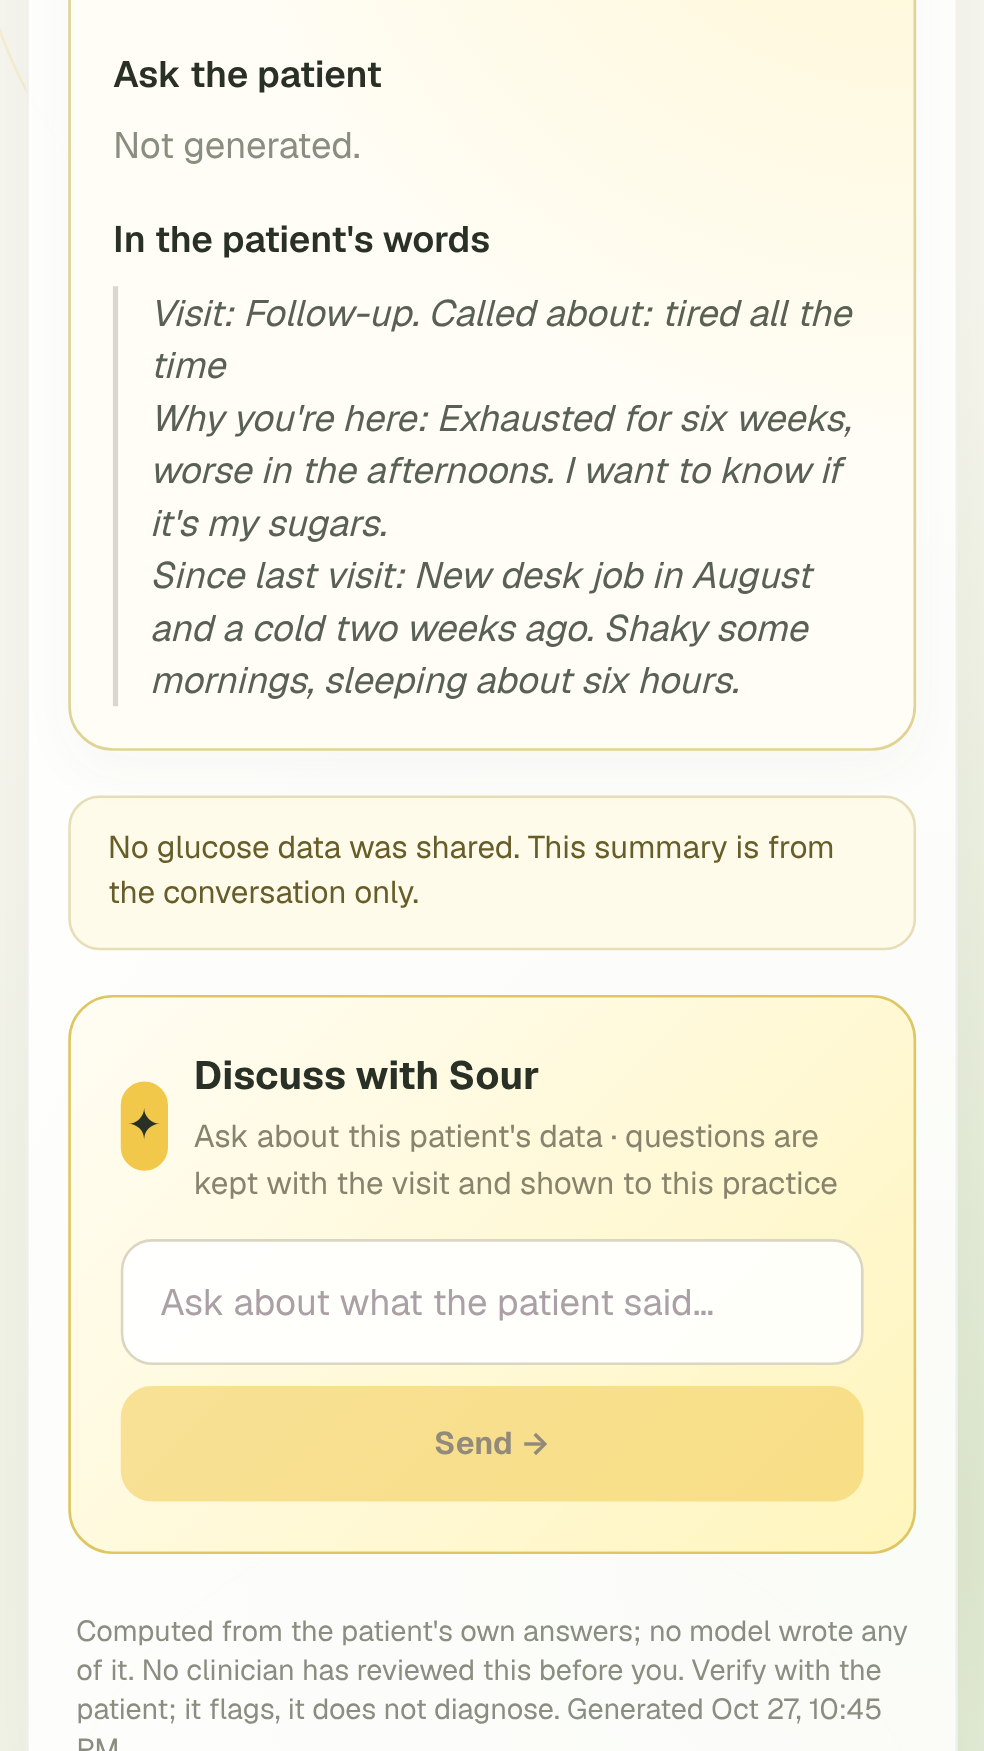 Ask the patient
Not generated.
In the patient's words
Visit: Follow-up. Called about: tired all the
time
Why you're here: Exhausted for six weeks,
worse in the afternoons. I want to know if
it's my sugars.
Since last visit: New desk job in August
and a cold two weeks ago. Shaky some
mornings, sleeping about six hours.
No glucose data was shared. This summary is from
the conversation only.
Discuss with Sour
Ask about this patient's data · questions are
kept with the visit and shown to this practice
Ask about what the patient said…
Send →
Computed from the patient's own answers; no model wrote any
of it. No clinician has reviewed this before you. Verify with the
patient; it flags, it does not diagnose. Generated Oct 27, 10:45
PM